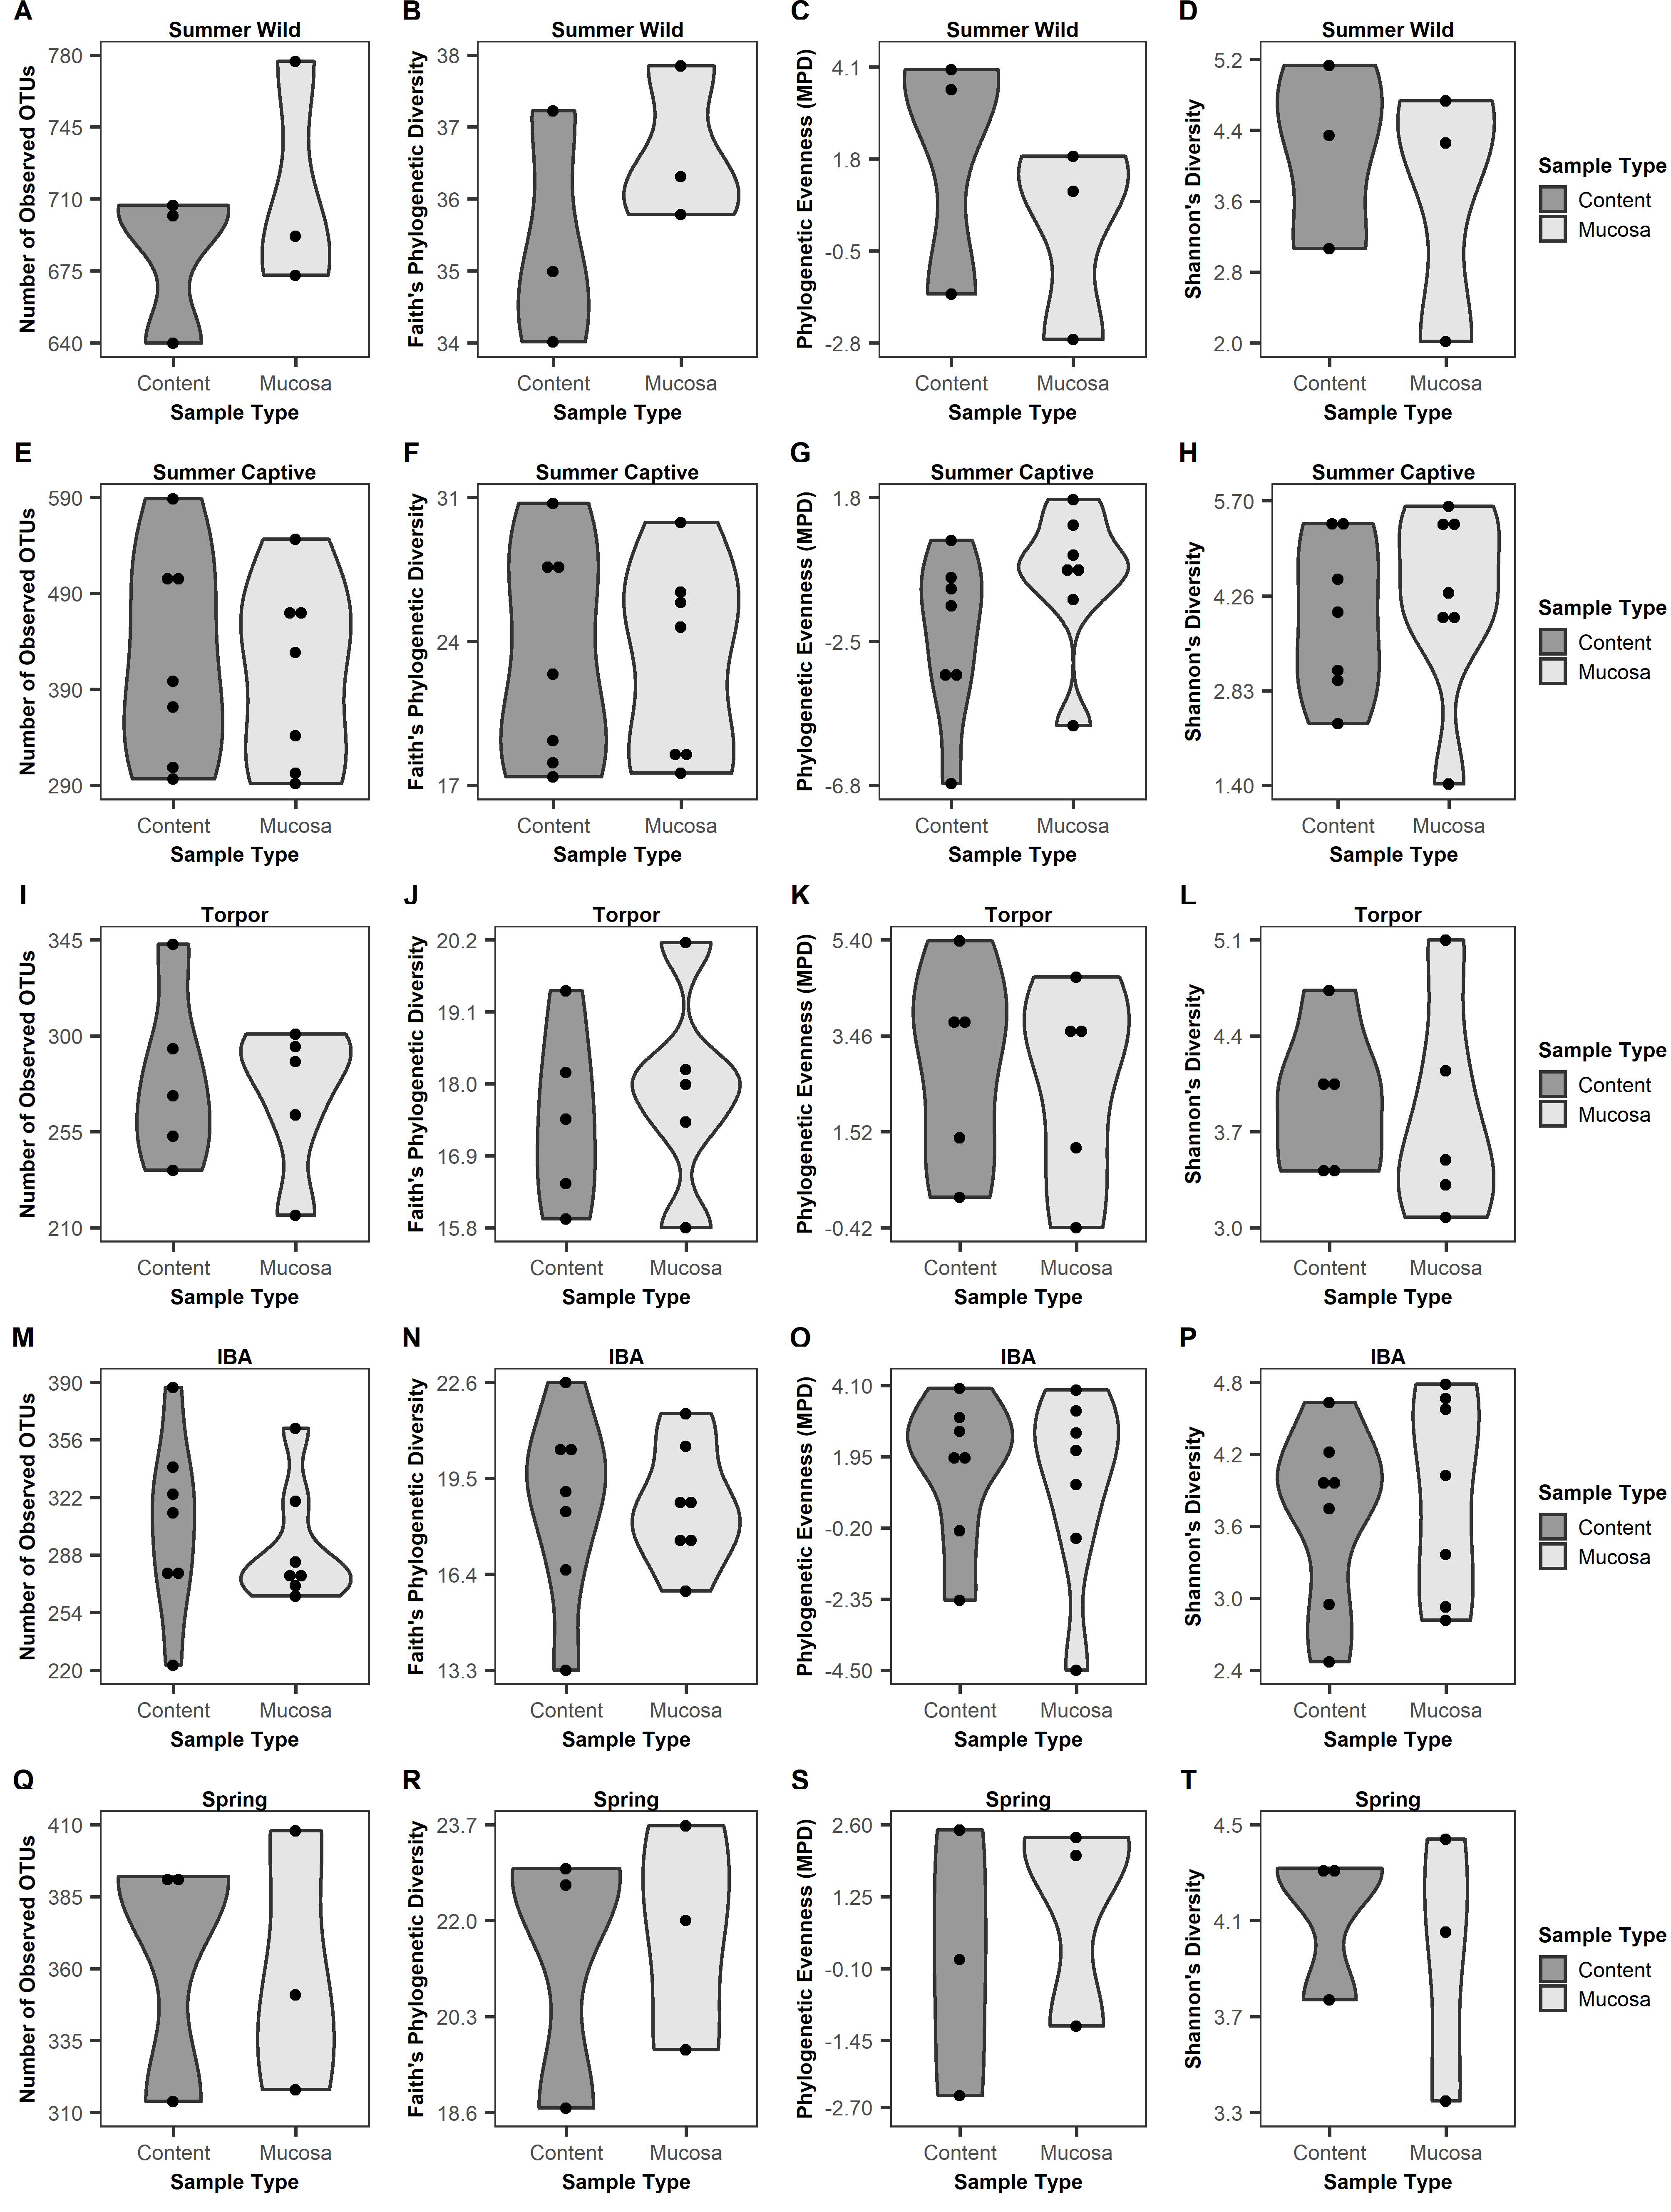 A
Summer Wild
Number of Observed OTUs
780
745
710
675
640
Content
Mucosa
Sample Type
B
Summer Wild
Faith's Phylogenetic Diversity
38
37
36
35
34
Content
Mucosa
Sample Type
C
Summer Wild
Phylogenetic Evenness (MPD)
4.1
1.8
-0.5
-2.8
Content
Mucosa
Sample Type
D
Summer Wild
Shannon's Diversity
5.2
4.4
3.6
2.8
2.0
Content
Mucosa
Sample Type
Sample Type
Content
Mucosa
E
Summer Captive
Number of Observed OTUs
590
490
390
290
Content
Mucosa
Sample Type
F
Summer Captive
Faith's Phylogenetic Diversity
31
24
17
Content
Mucosa
Sample Type
G
Summer Captive
Phylogenetic Evenness (MPD)
1.8
-2.5
-6.8
Content
Mucosa
Sample Type
H
Summer Captive
Shannon's Diversity
5.70
4.26
2.83
1.40
Content
Mucosa
Sample Type
Sample Type
Content
Mucosa
I
Torpor
Number of Observed OTUs
345
300
255
210
Content
Mucosa
Sample Type
J
Torpor
Faith's Phylogenetic Diversity
20.2
19.1
18.0
16.9
15.8
Content
Mucosa
Sample Type
K
Torpor
Phylogenetic Evenness (MPD)
5.40
3.46
1.52
-0.42
Content
Mucosa
Sample Type
L
Torpor
Shannon's Diversity
5.1
4.4
3.7
3.0
Content
Mucosa
Sample Type
Sample Type
Content
Mucosa
M
IBA
Number of Observed OTUs
390
356
322
288
254
220
Content
Mucosa
Sample Type
N
IBA
Faith's Phylogenetic Diversity
22.6
19.5
16.4
13.3
Content
Mucosa
Sample Type
O
IBA
Phylogenetic Evenness (MPD)
4.10
1.95
-0.20
-2.35
-4.50
Content
Mucosa
Sample Type
P
IBA
Shannon's Diversity
4.8
4.2
3.6
3.0
2.4
Content
Mucosa
Sample Type
Sample Type
Content
Mucosa
Q
Spring
Number of Observed OTUs
410
385
360
335
310
Content
Mucosa
Sample Type
R
Spring
Faith's Phylogenetic Diversity
23.7
22.0
20.3
18.6
Content
Mucosa
Sample Type
S
Spring
Phylogenetic Evenness (MPD)
2.60
1.25
-0.10
-1.45
-2.70
Content
Mucosa
Sample Type
T
Spring
Shannon's Diversity
4.5
4.1
3.7
3.3
Content
Mucosa
Sample Type
Sample Type
Content
Mucosa